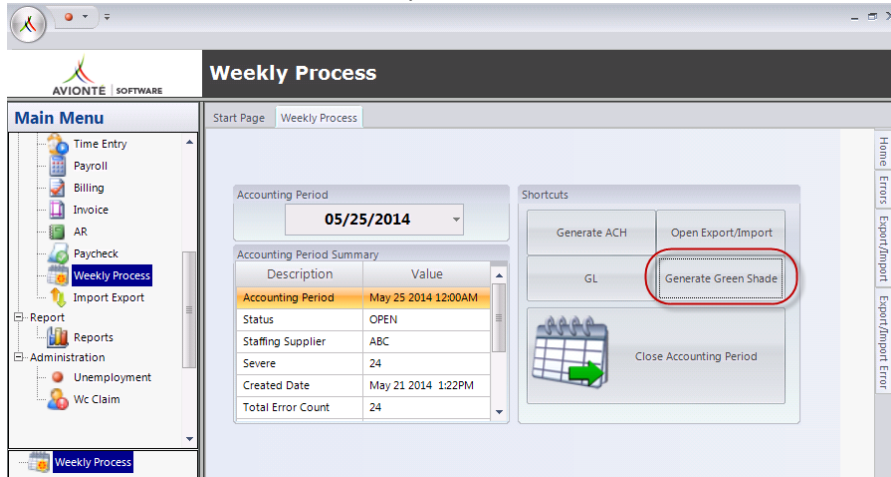 AVIONTÉ SOFTWARE
Weekly Process
Main Menu
Time Entry
Payroll
Billing
Invoice
AR
Paycheck
Weekly Process
Import Export
Report
Reports
Administration
Unemployment
Wc Claim
Weekly Process
Start Page Weekly Process
Accounting Period
05/25/2014
Accounting Period Summary
Description Value
Accounting Period May 25 2014 12:00AM
Status OPEN
Staffing Supplier ABC
Severe 24
Created Date May 21 2014 1:22PM
Total Error Count 24
Shortcuts
Generate ACH Open Export/Import
GL Generate Green Shade
Close Accounting Period
Home
Errors
Export/Import
Export/Import Error